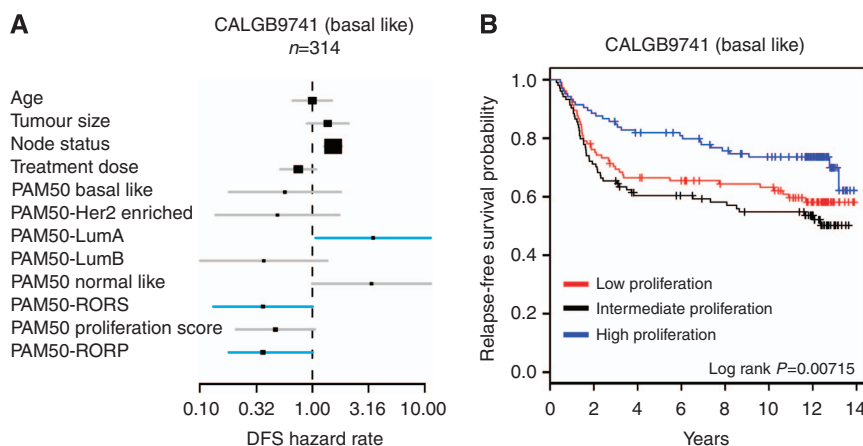 A
CALGB9741 (basal like)
n=314
Age
Tumour size
Node status
Treatment dose
PAM50 basal like
PAM50-Her2 enriched
PAM50-LumA
PAM50-LumB
PAM50 normal like
PAM50-RORS
PAM50 proliferation score
PAM50-RORP
0.10 0.32 1.00 3.16 10.00
DFS hazard rate
B
CALGB9741 (basal like)
Relapse-free survival probability
1.0
0.8
0.6
0.4
0.2
0.0
Low proliferation
Intermediate proliferation
High proliferation
Log rank P=0.00715
0 2 4 6 8 10 12 14
Years